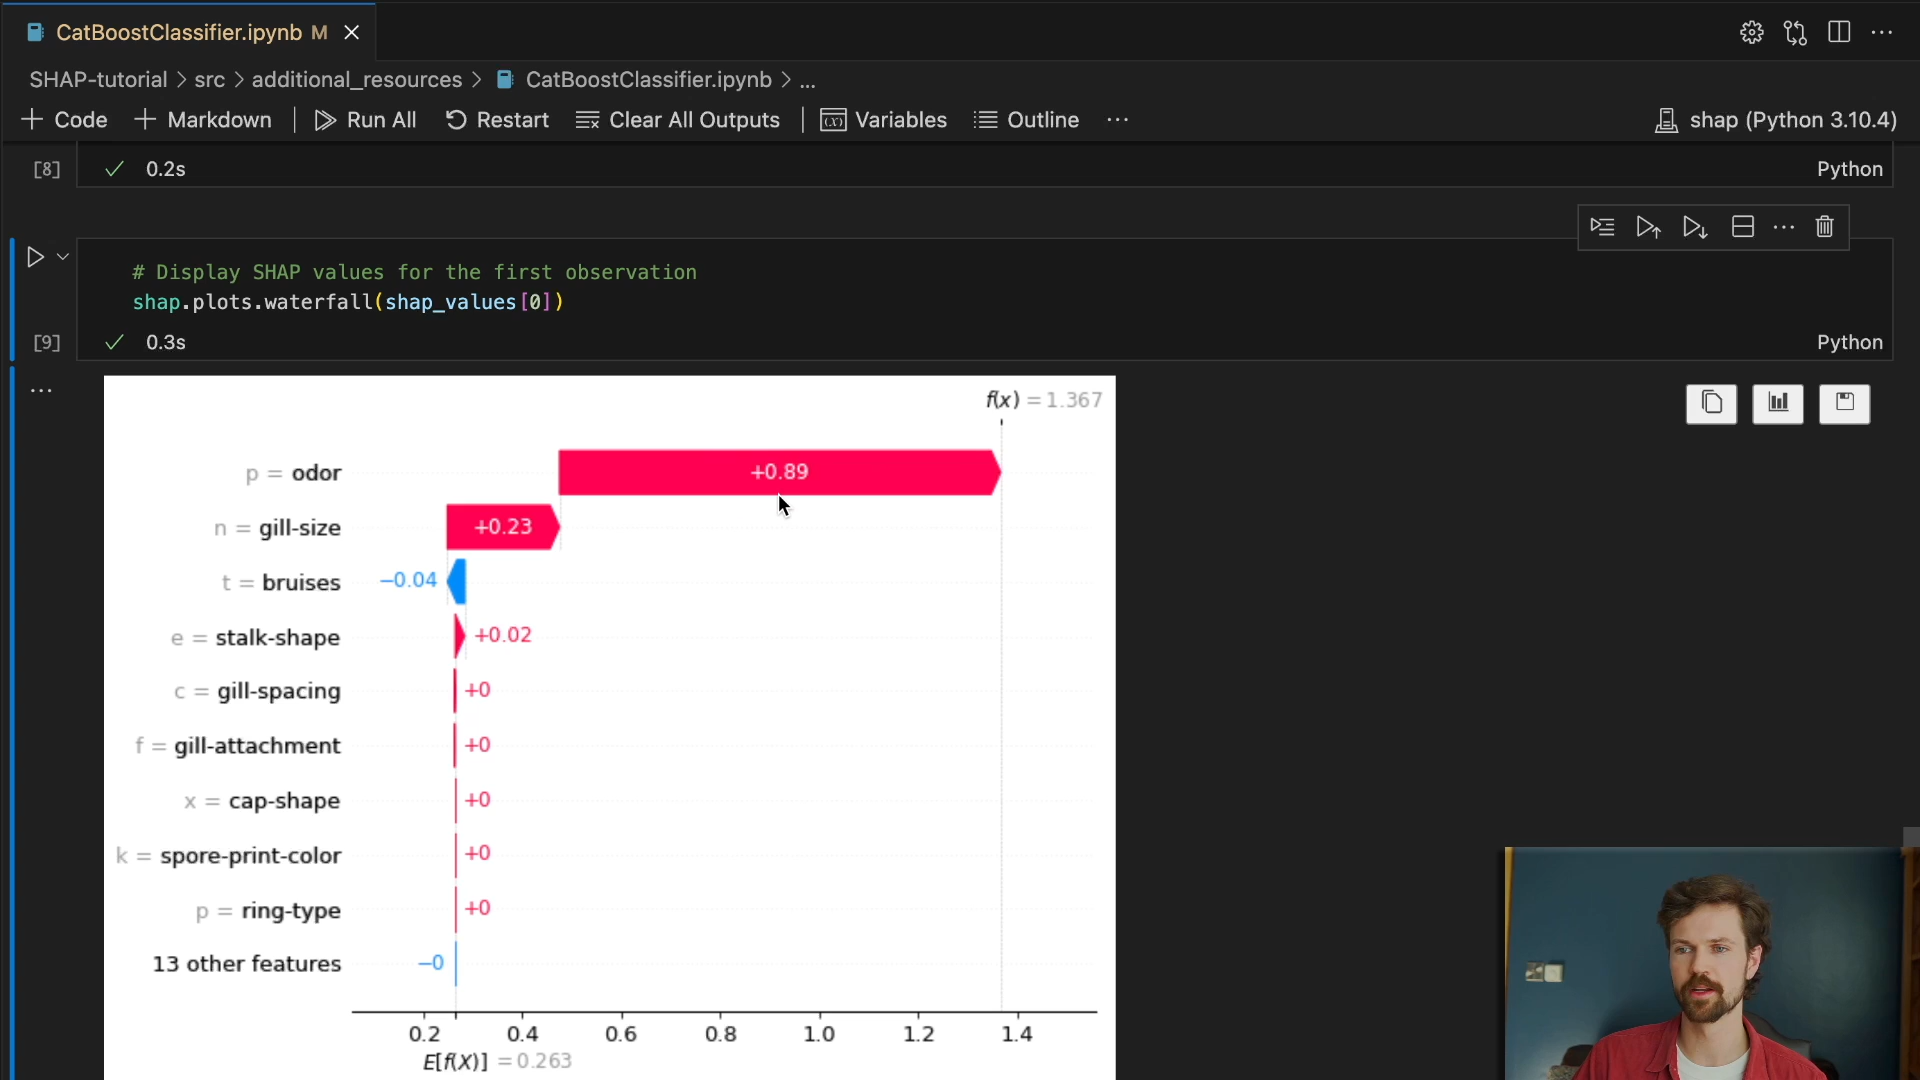 CatBoostClassifier.ipynb M
SHAP-tutorial > src > additional_resources > CatBoostClassifier.ipynb > ...
+ Code + Markdown | Run All Restart Clear All Outputs | Variables Outline ... shap (Python 3.10.4)
[8] ✓ 0.2s Python
# Display SHAP values for the first observation
shap.plots.waterfall(shap_values[0])
[9] ✓ 0.3s Python
f(x) = 1.367
p = odor +0.89
n = gill-size +0.23
t = bruises −0.04
e = stalk-shape +0.02
c = gill-spacing +0
f = gill-attachment +0
x = cap-shape +0
k = spore-print-color +0
p = ring-type +0
13 other features −0
0.2 0.4 0.6 0.8 1.0 1.2 1.4
E[f(X)] = 0.263